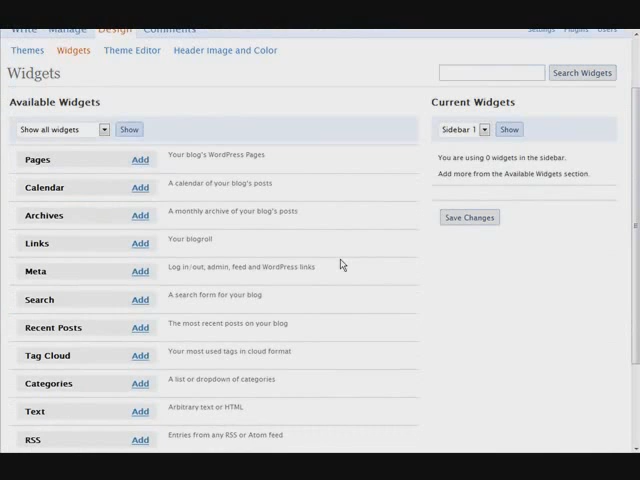 Write Manage Design Comments Settings Plugins Users
Themes Widgets Theme Editor Header Image and Color
Widgets
Search Widgets
Available Widgets
Current Widgets
Show all widgets Show
Sidebar 1 Show
You are using 0 widgets in the sidebar.
Add more from the Available Widgets section.
Save Changes
Pages Add Your blog's WordPress Pages
Calendar Add A calendar of your blog's posts
Archives Add A monthly archive of your blog's posts
Links Add Your blogroll
Meta Add Log in/out, admin, feed and WordPress links
Search Add A search form for your blog
Recent Posts Add The most recent posts on your blog
Tag Cloud Add Your most used tags in cloud format
Categories Add A list or dropdown of categories
Text Add Arbitrary text or HTML
RSS Add Entries from any RSS or Atom feed